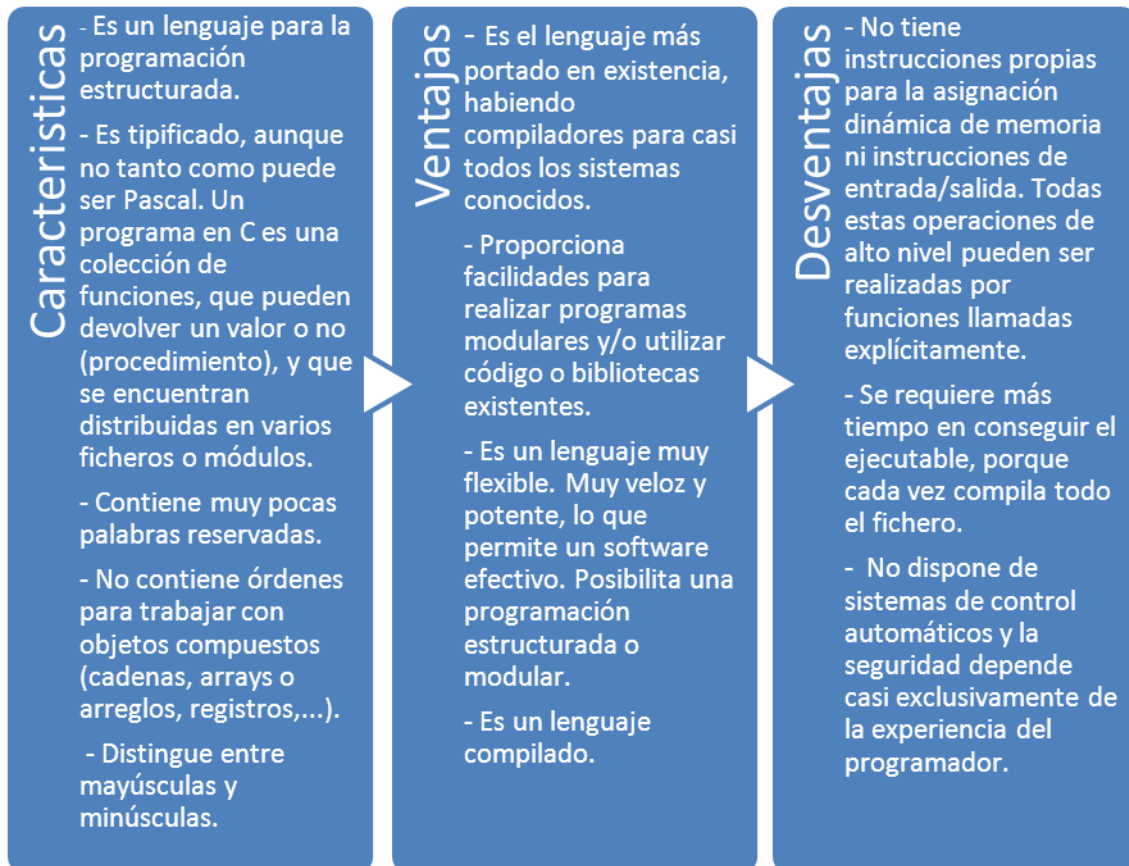 Caracteristicas
- Es un lenguaje para la
programación
estructurada.
- Es tipificado, aunque
no tanto como puede
ser Pascal. Un
programa en C es una
colección de
funciones, que pueden
devolver un valor o no
(procedimiento), y que
se encuentran
distribuidas en varios
ficheros o módulos.
- Contiene muy pocas
palabras reservadas.
- No contiene órdenes
para trabajar con
objetos compuestos
(cadenas, arrays o
arreglos, registros,...).
- Distingue entre
mayúsculas y
minúsculas.
Ventajas
- Es el lenguaje más
portado en existencia,
habiendo
compiladores para casi
todos los sistemas
conocidos.
- Proporciona
facilidades para
realizar programas
modulares y/o utilizar
código o bibliotecas
existentes.
- Es un lenguaje muy
flexible. Muy veloz y
potente, lo que
permite un software
efectivo. Posibilita una
programación
estructurada o
modular.
- Es un lenguaje
compilado.
Desventajas
- No tiene
instrucciones propias
para la asignación
dinámica de memoria
ni instrucciones de
entrada/salida. Todas
estas operaciones de
alto nivel pueden ser
realizadas por
funciones llamadas
explícitamente.
- Se requiere más
tiempo en conseguir el
ejecutable, porque
cada vez compila todo
el fichero.
- No dispone de
sistemas de control
automáticos y la
seguridad depende
casi exclusivamente de
la experiencia del
programador.